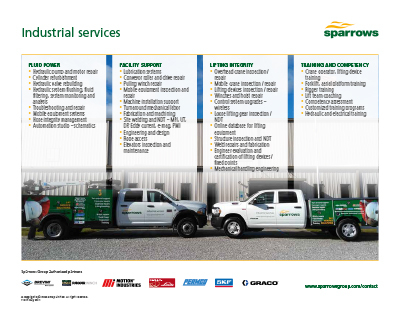 Industrial services
sparrows
FLUID POWER
• Hydraulic pump and motor repair
• Cylinder refurbishment
• Hydraulic valve rebuilding
• Hydraulic system flushing, fluid
filtering, system monitoring and
analysis
• Troubleshooting and repair
• Mobile equipment systems
• Hose integrity management
• Automation studio – schematics
FACILITY SUPPORT
• Lubrication systems
• Conveyor roller and drive repair
• Pulling winch repair
• Mobile equipment inspection and
repair
• Machine installation support
• Turnaround mechanical labor
• Fabrication and machining
• Site welding and NDT – MPI, UT,
DP, Eddy current, e-mag, PMI
• Engineering and design
• Rope access
• Elevators inspection and
maintenance
LIFTING INTEGRITY
• Overhead crane inspection /
repair
• Mobile crane inspection / repair
• Lifting devices inspection / repair
• Winches and hoist repair
• Control system upgrades –
wireless
• Loose lifting gear inspection /
NDT
• Online database for lifting
equipment
• Structure inspection and NDT
• Weld repairs and fabrication
• Engineer evaluation and
certification of lifting devices /
fixed points
• Mechanical handling engineering
TRAINING AND COMPETENCY
• Crane operator, lifting device
training
• Forklift, aerial platform training
• Rigger training
• Lift team coaching
• Competency assessment
• Customized training programs
• Hydraulic and electrical training
sparrows
Sparrows Group Authorized partners
MOTION
INDUSTRIES
PERMCO
SKF
GRACO
www.sparrowsgroup.com/contact